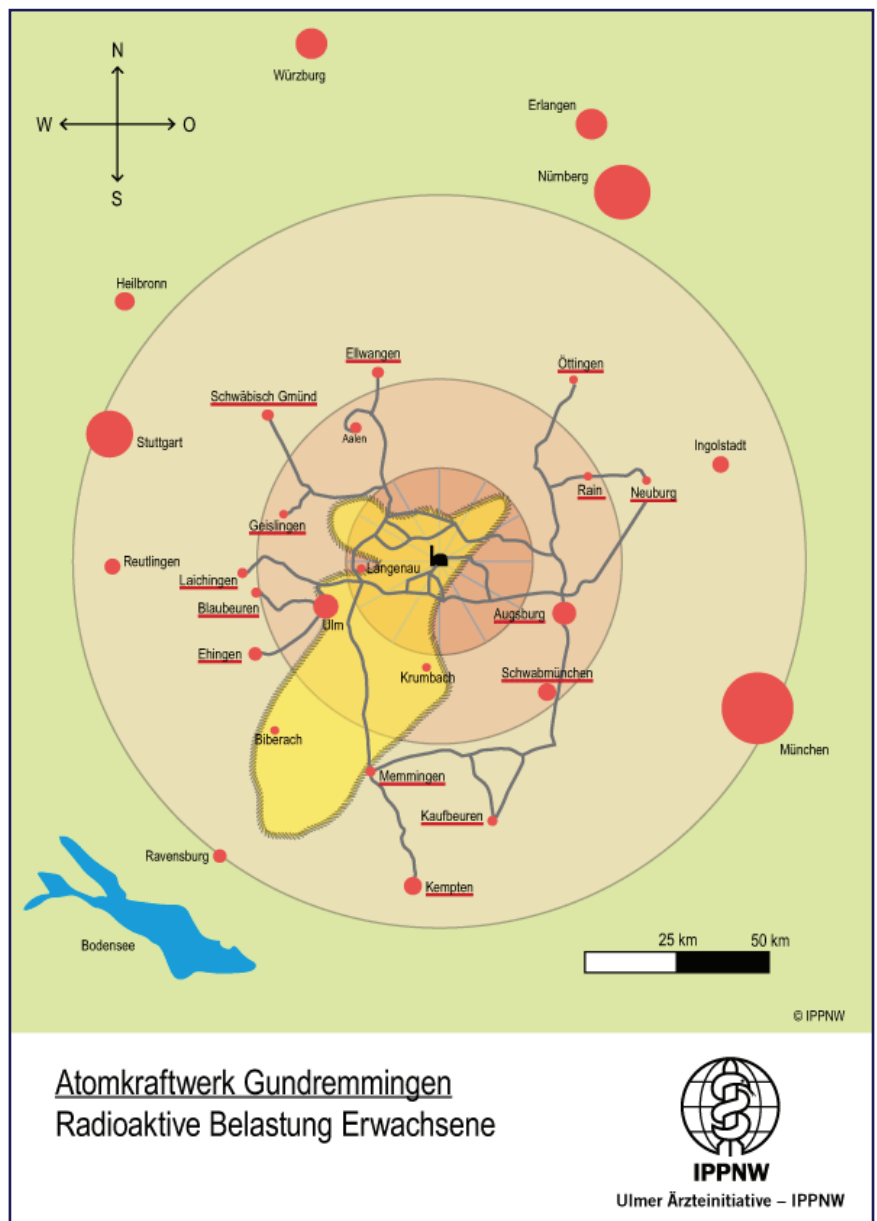 N
Würzburg
Erlangen
W
O
Nürnberg
S
Heilbronn
Ellwangen
Öttingen
Schwäbisch Gmünd
Aalen
Stuttgart
Ingolstadt
Rain
Neuburg
Geislingen
Reutlingen
Langenau
Laichingen
Blaubeuren
Augsburg
Ulm
Ehingen
Krumbach
Schwabmünchen
Biberach
München
Memmingen
Kaufbeuren
Ravensburg
Kempten
Bodensee
25 km
50 km
© IPPNW
Atomkraftwerk Gundremmingen
Radioaktive Belastung Erwachsene
IPPNW
Ulmer Ärzteinitiative – IPPNW